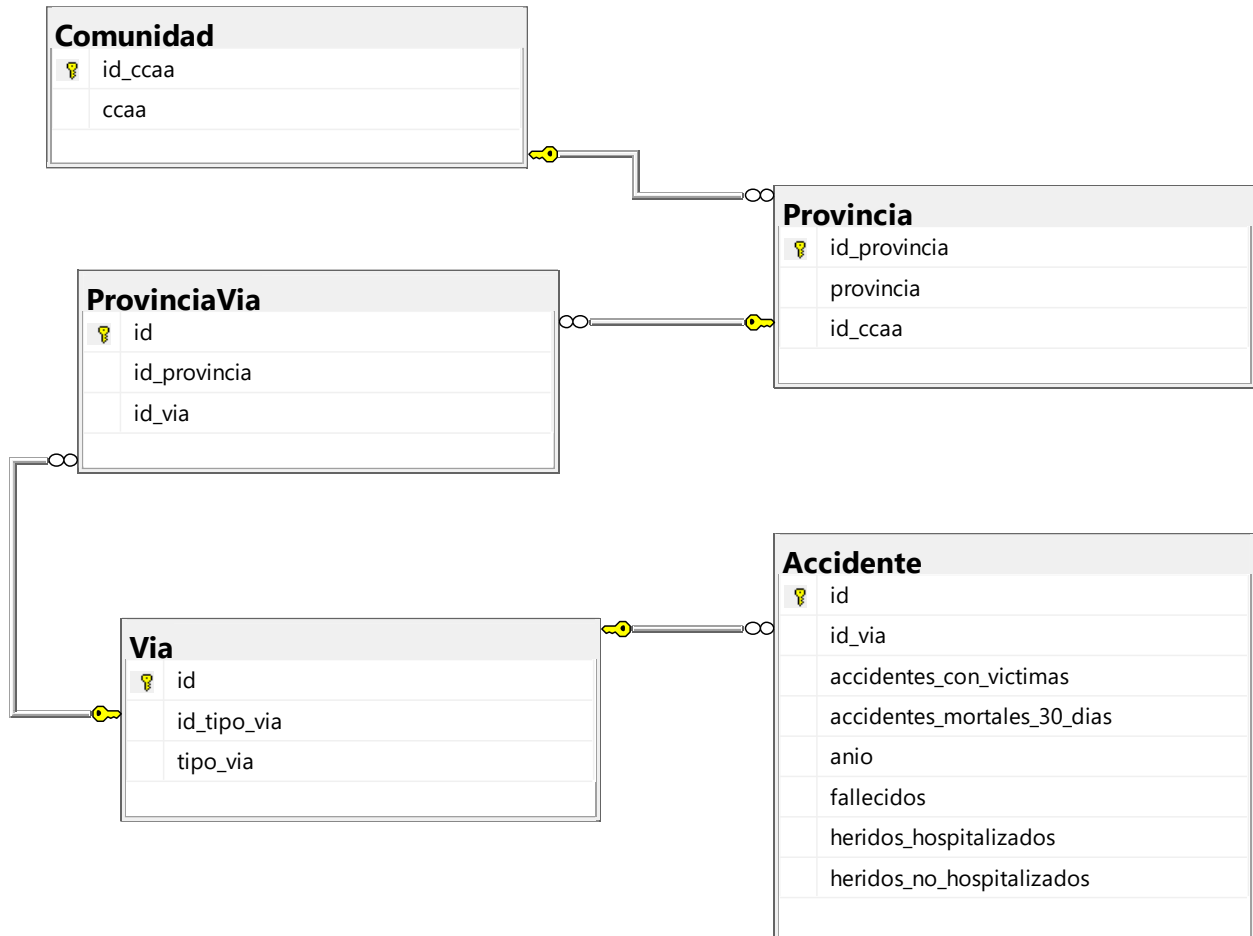 Comunidad
id_ccaa
ccaa
Provincia
id_provincia
provincia
id_ccaa
ProvinciaVia
id
id_provincia
id_via
Via
id
id_tipo_via
tipo_via
Accidente
id
id_via
accidentes_con_victimas
accidentes_mortales_30_dias
anio
fallecidos
heridos_hospitalizados
heridos_no_hospitalizados